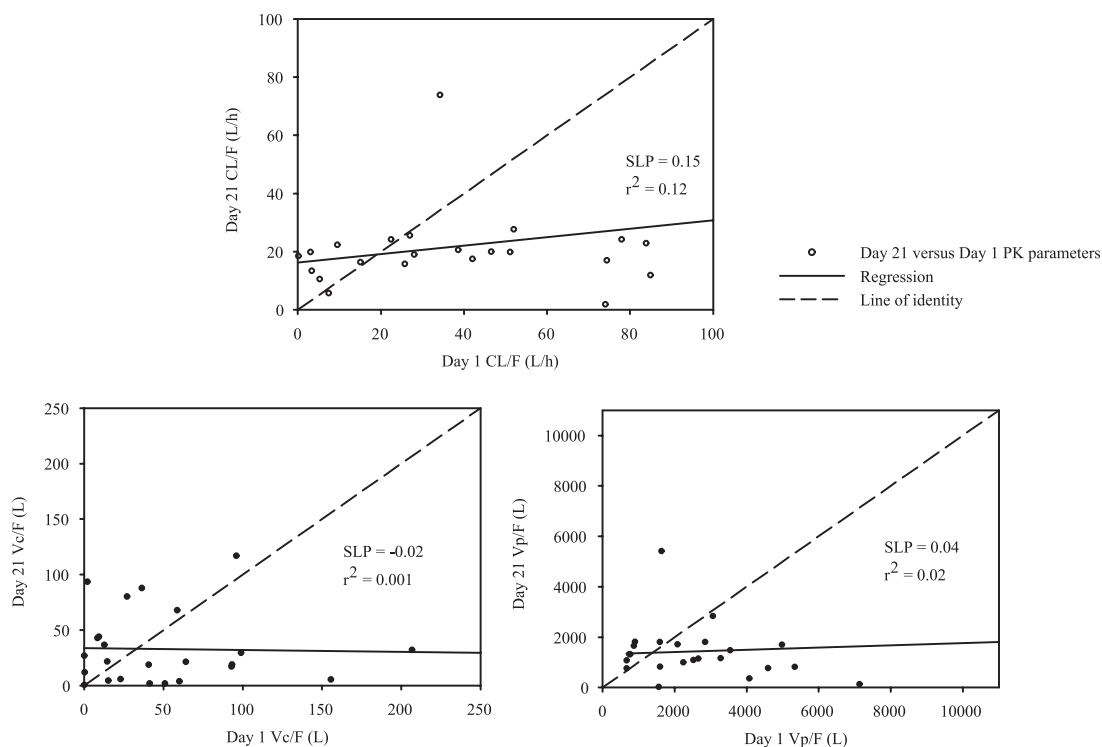 100
80
60
40
20
0
Day 21 CL/F (L/h)
SLP = 0.15
r² = 0.12
0 20 40 60 80 100
Day 1 CL/F (L/h)
Day 21 versus Day 1 PK parameters
Regression
Line of identity
250
200
150
100
50
0
Day 21 Vc/F (L)
SLP = -0.02
r² = 0.001
0 50 100 150 200 250
Day 1 Vc/F (L)
10000
8000
6000
4000
2000
0
Day 21 Vp/F (L)
SLP = 0.04
r² = 0.02
0 2000 4000 6000 8000 10000
Day 1 Vp/F (L)